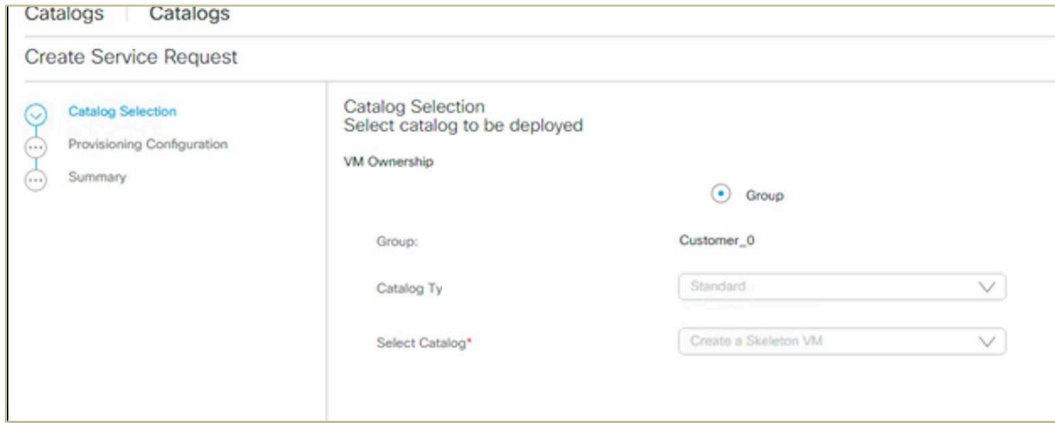 Catalogs Catalogs
Create Service Request
Catalog Selection
Provisioning Configuration
Summary
Catalog Selection
Select catalog to be deployed
VM Ownership
Group
Group: Customer_0
Catalog Ty Standard
Select Catalog* Create a Skeleton VM